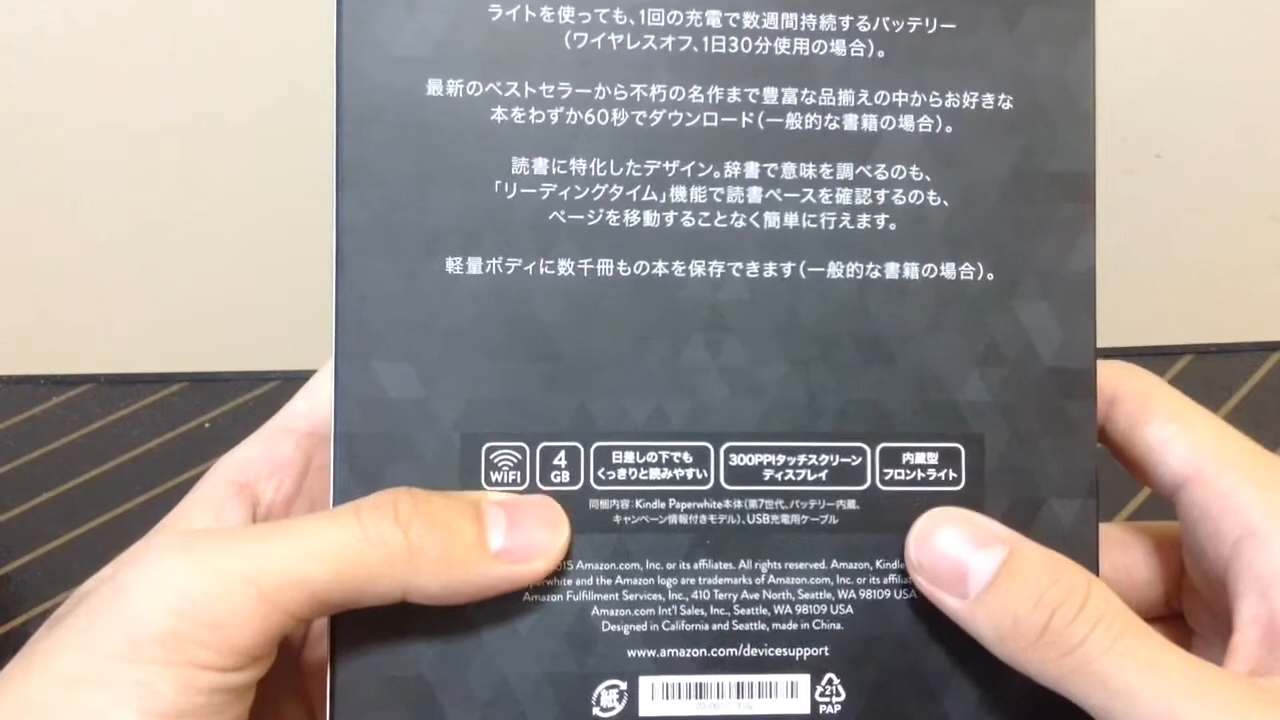 ライトを使っても、1回の充電で数週間持続するバッテリー
(ワイヤレスオフ、1日30分使用の場合)。
最新のベストセラーから不朽の名作まで豊富な品揃えの中からお好きな
本をわずか60秒でダウンロード(一般的な書籍の場合)。
読書に特化したデザイン。辞書で意味を調べるのも、
「リーディングタイム」機能で読書ペースを確認するのも、
ページを移動することなく簡単に行えます。
軽量ボディに数千冊もの本を保存できます(一般的な書籍の場合)。
WiFi
4
GB
日差しの下でも
くっきりと読みやすい
300PPIタッチスクリーン
ディスプレイ
内蔵型
フロントライト
同梱内容:Kindle Paperwhite本体(第7世代、バッテリー内蔵、
キャンペーン情報付きモデル)、USB充電用ケーブル
Amazon.com, Inc. or its affiliates. All rights reserved. Amazon, Kindle
and the Amazon logo are trademarks of Amazon.com, Inc. or its
Amazon Fulfillment Services, Inc., 410 Terry Ave North, Seattle, WA 98109 USA
Amazon.com Int'l Sales, Inc., Seattle, WA 98109 USA
Designed in California and Seattle, made in China.
www.amazon.com/devicesupport
紙
21
PAP